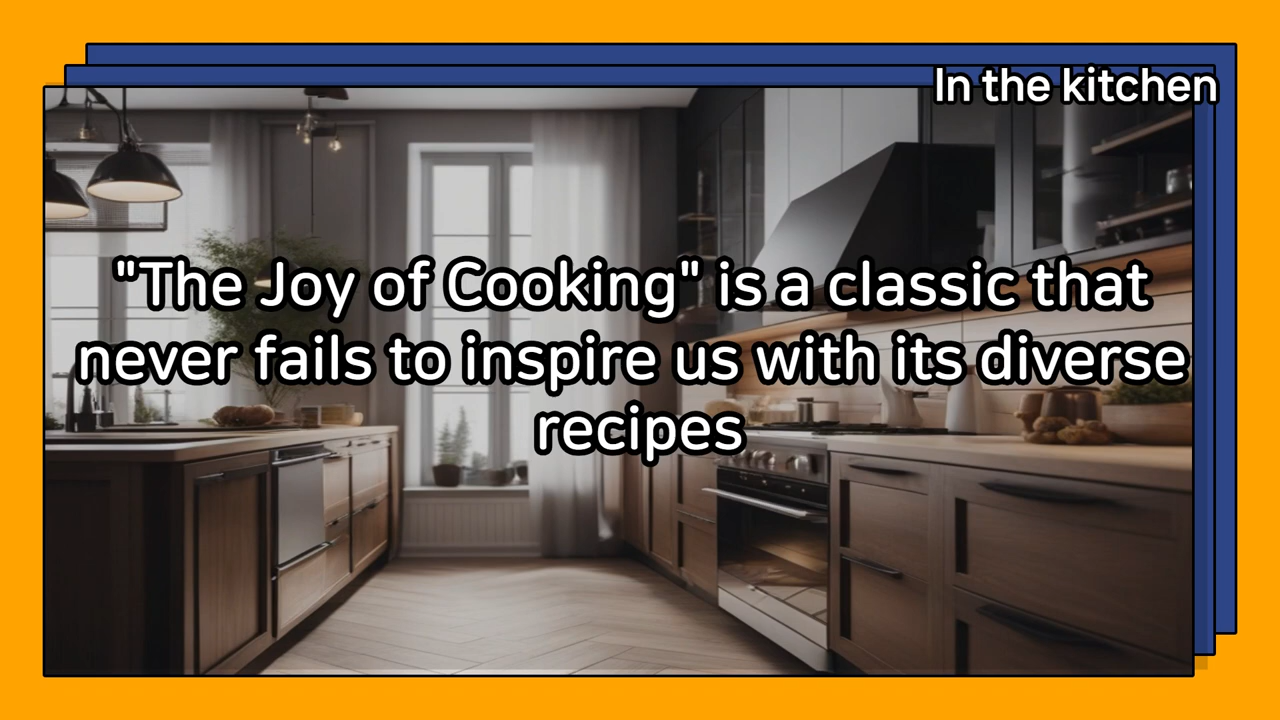 In the kitchen
"The Joy of Cooking" is a classic that
never fails to inspire us with its diverse
recipes